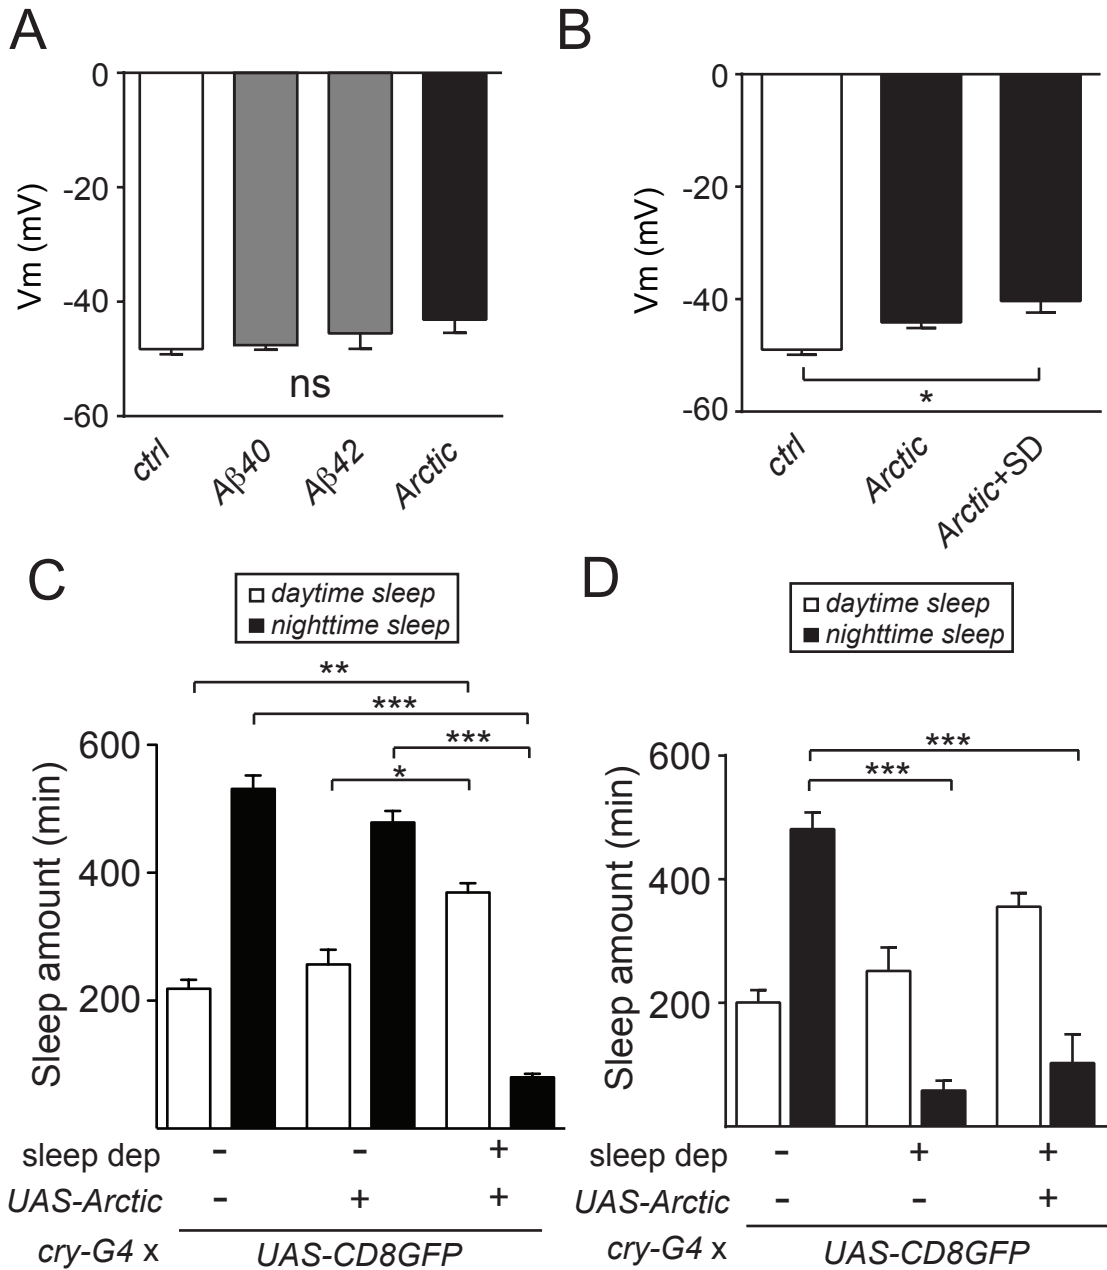 A
0
-20
-40
-60
Vm (mV)
ns
ctrl
Aβ40
Aβ42
Arctic
B
0
-20
-40
-60
Vm (mV)
*
ctrl
Arctic
Arctic+SD
C
daytime sleep
nighttime sleep
**
***
***
*
600
400
200
Sleep amount (min)
sleep dep - - +
UAS-Arctic - + +
cry-G4 x UAS-CD8GFP
D
daytime sleep
nighttime sleep
***
***
600
400
200
Sleep amount (min)
sleep dep - + +
UAS-Arctic - - +
cry-G4 x UAS-CD8GFP